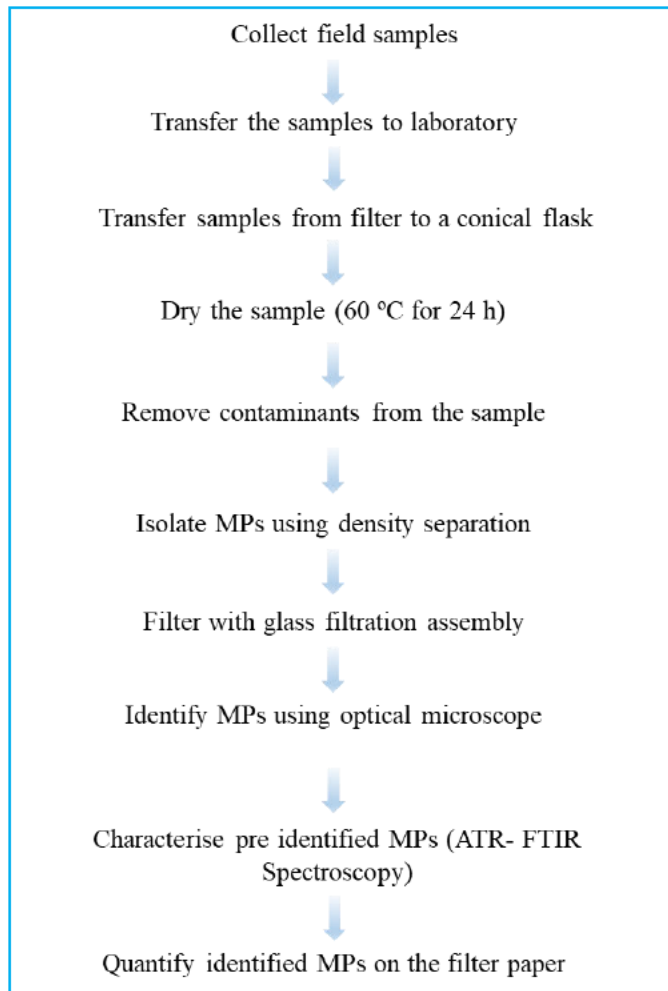 Collect field samples
Transfer the samples to laboratory
Transfer samples from filter to a conical flask
Dry the sample (60 ºC for 24 h)
Remove contaminants from the sample
Isolate MPs using density separation
Filter with glass filtration assembly
Identify MPs using optical microscope
Characterise pre identified MPs (ATR- FTIR
Spectroscopy)
Quantify identified MPs on the filter paper